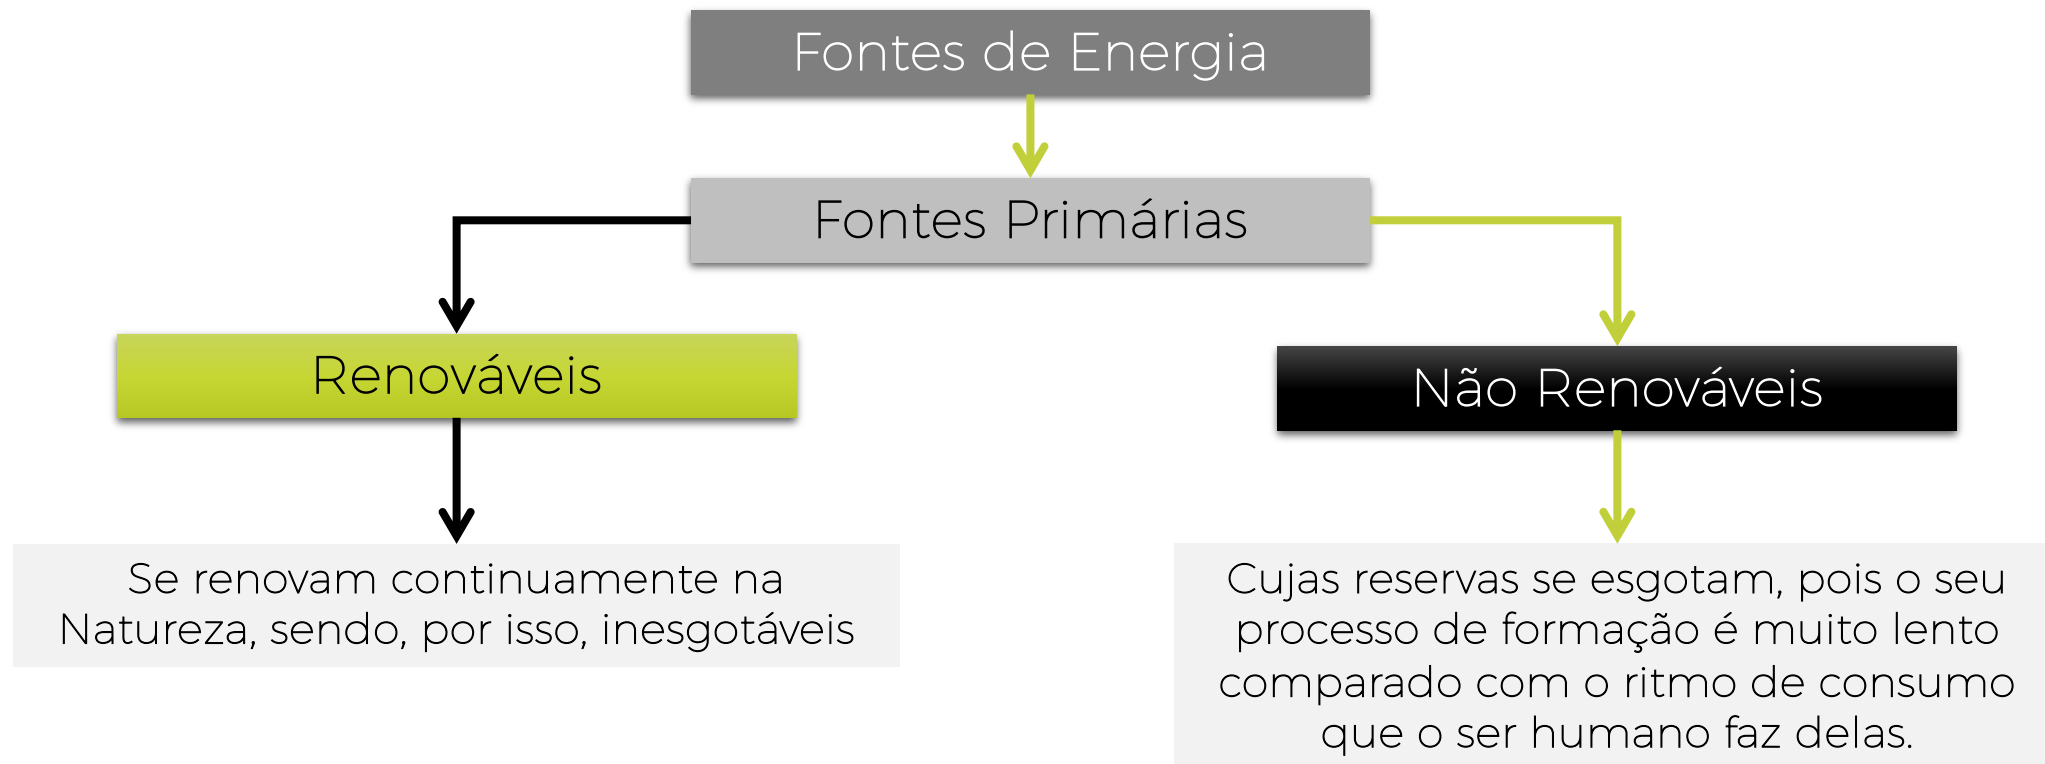 Fontes de Energia
Fontes Primárias
Renováveis
Não Renováveis
Se renovam continuamente na
Natureza, sendo, por isso, inesgotáveis
Cujas reservas se esgotam, pois o seu
processo de formação é muito lento
comparado com o ritmo de consumo
que o ser humano faz delas.